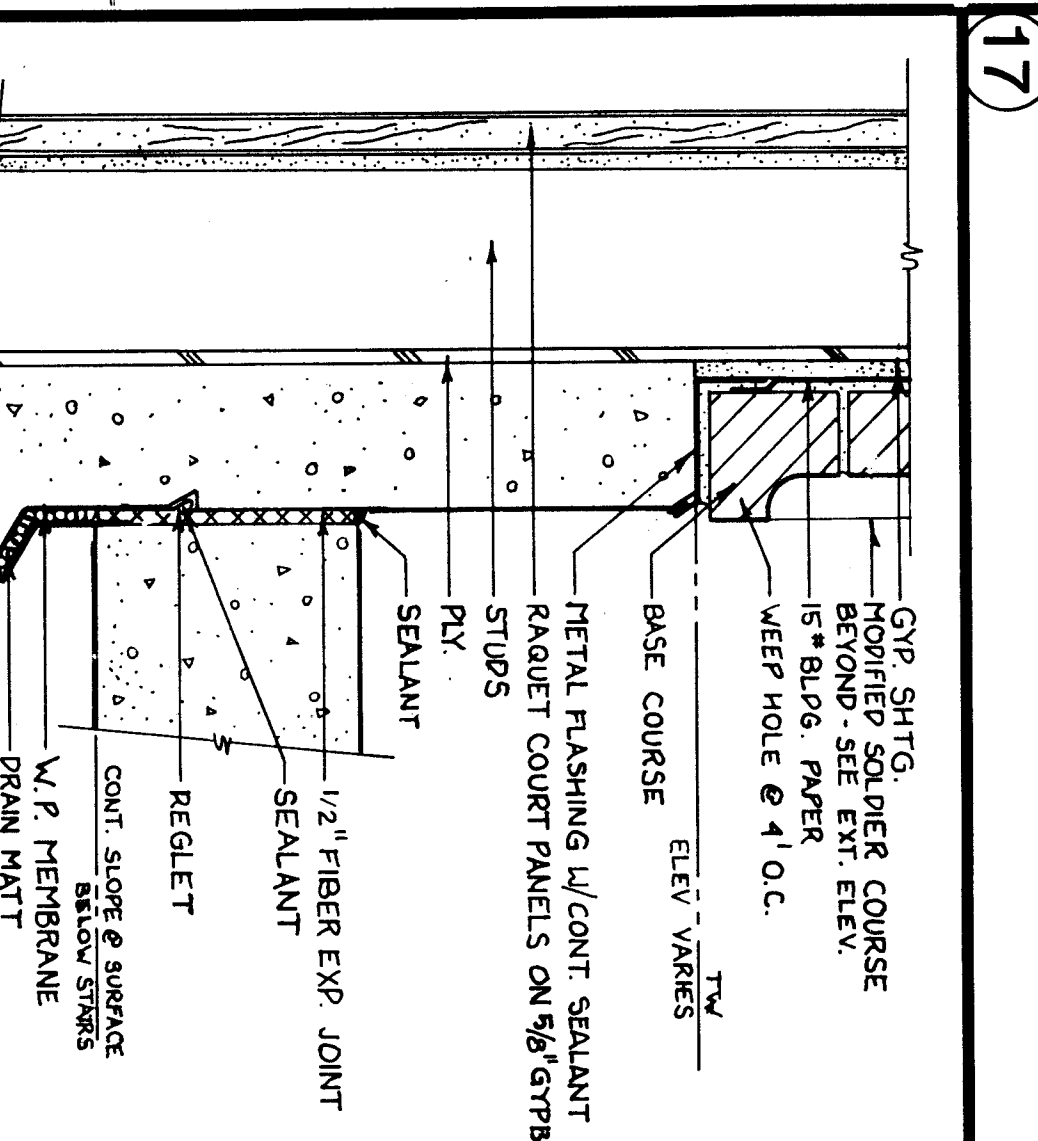 17
GYP. SHTG.
MODIFIED SOLDIER COURSE
BEYOND - SEE EXT. ELEV.
15# BLDG. PAPER
WEEP HOLE @ 4' O.C.
TW
ELEV VARIES
BASE COURSE
METAL FLASHING W/CONT. SEALANT
RAQUET COURT PANELS ON 5/8" GYPB
STUDS
PLY.
SEALANT
1/2" FIBER EXP. JOINT
SEALANT
REGLET
CONT. SLOPE @ SURFACE
BELOW STAIRS
W.P. MEMBRANE
DRAIN MATT